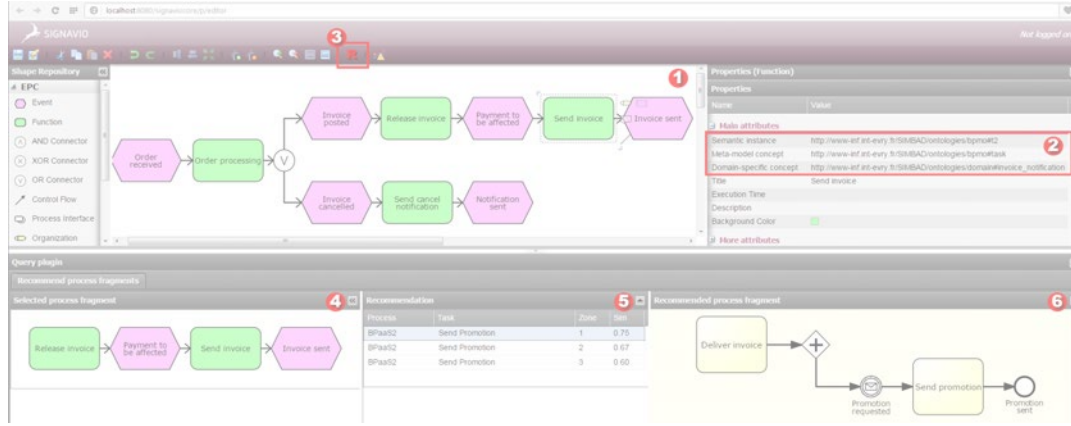 localhost:8080/signaviocore/p/editor
SIGNAVIO
Not logged on
3
Shape Repository
EPC
Event
Function
AND Connector
XOR Connector
OR Connector
Control Flow
Process Interface
Organization
1
Order received
Order processing
V
Invoice posted
Release invoice
Payment to be affected
Send invoice
Invoice sent
Invoice cancelled
Send cancel notification
Notification sent
Properties (Function)
Properties
Name Value
Main attributes
Semantic instance http://www-inf.int-evry.fr/SIMBAD/ontologies/bpmo#t2
Meta-model concept http://www-inf.int-evry.fr/SIMBAD/ontologies/bpmo#task
Domain-specific concept http://www-inf.int-evry.fr/SIMBAD/ontologies/domain#invoice_notification
2
Title Send invoice
Execution Time
Description
Background Color
More attributes
Query plugin
Recommend process fragments
Selected process fragment 4
Release invoice
Payment to be affected
Send invoice
Invoice sent
Recommendation 5
Process Task Zone Sim
BPaaS2 Send Promotion 1 0.75
BPaaS2 Send Promotion 2 0.67
BPaaS2 Send Promotion 3 0.60
Recommended process fragment 6
Deliver invoice
Promotion requested
Send promotion
Promotion sent